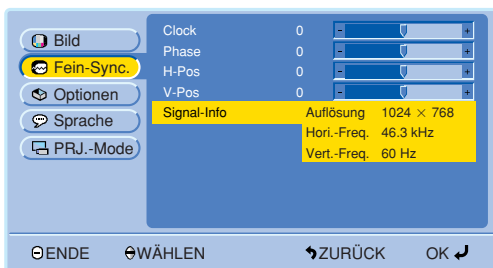 Bild
Fein-Sync.
Optionen
Sprache
PRJ.-Mode
Clock 0 - +
Phase 0 - +
H-Pos 0 - +
V-Pos 0 - +
Signal-Info Auflösung 1024 × 768
Hori.-Freq. 46.3 kHz
Vert.-Freq. 60 Hz
ENDE WÄHLEN ZURÜCK OK